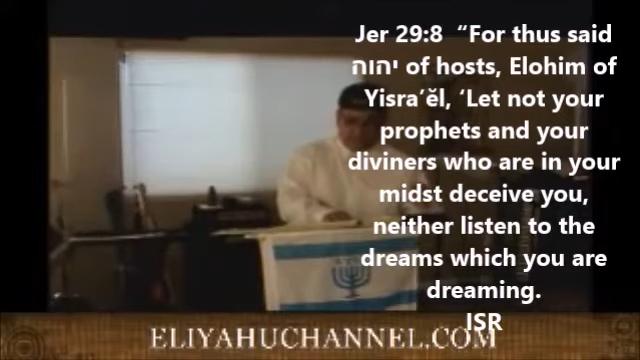 Jer 29:8 “For thus said
יהוה of hosts, Elohim of
Yisra’ĕl, ‘Let not your
prophets and your
diviners who are in your
midst deceive you,
neither listen to the
dreams which you are
dreaming.
ISR
ELIYAHUCHANNEL.COM